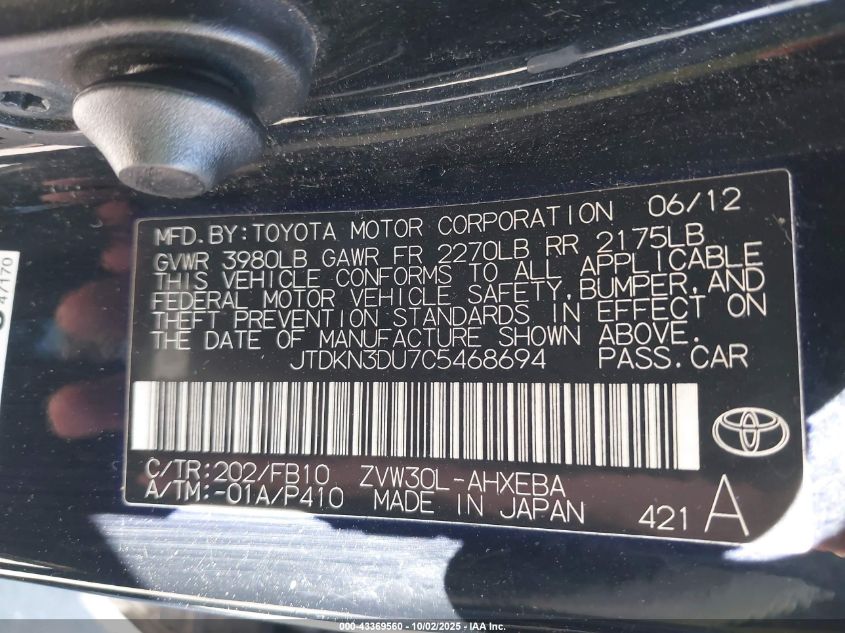 MFD. BY: TOYOTA MOTOR CORPORATION 06/12
GVWR 3980LB GAWR FR 2270LB RR 2175LB
THIS VEHICLE CONFORMS TO ALL APPLICABLE
FEDERAL MOTOR VEHICLE SAFETY, BUMPER, AND
THEFT PREVENTION STANDARDS IN EFFECT ON
THE DATE OF MANUFACTURE SHOWN ABOVE.
JTDKN3DU7C5468694 PASS.CAR
C/TR:202/FB10 ZVW30L-AHXEBA
A/TM:-01A/P410 MADE IN JAPAN 421 A
47170
000-43369560 - 10/02/2025 - IAA Inc.